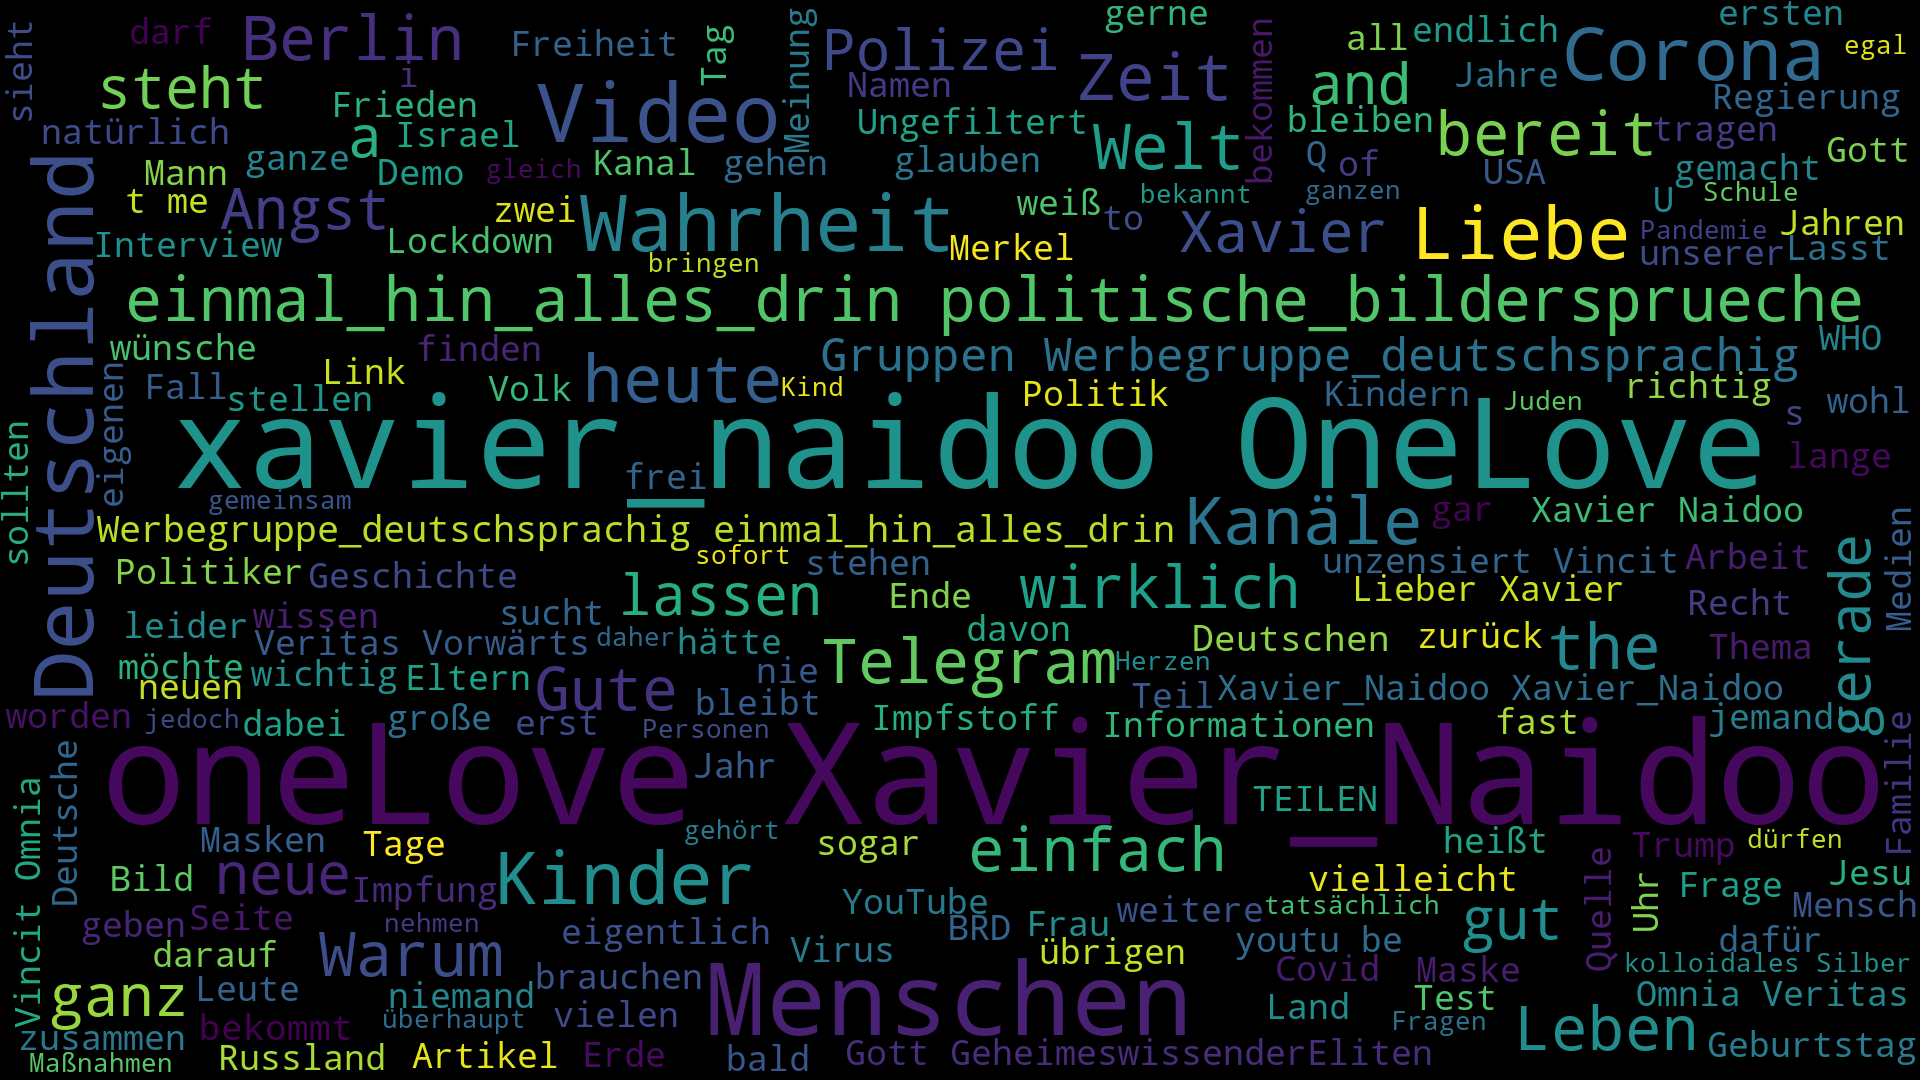 sieht darf Berlin i Freiheit Tag Meinung Polizei gerne Zeit bekommen all endlich Corona ersten egal
steht Frieden Video Namen and Jahre Regierung
natürlich a Israel Ungefiltert Welt bleiben bereit tragen
Mann ganze Demo gleich Kanal gehen glauben Q of USA gemacht Gott
t me Angst zwei Wahrheit weiß to bekannt ganzen Xavier Liebe U Schule Jahren
Interview Lockdown bringen Merkel Pandemie unserer Lasst
Deutschland einmal_hin_alles_drin politische_bildersprueche
wünsche finden Gruppen Werbegruppe_deutschsprachig WHO
eigenen Fall stellen Link Volk heute Kind Politik Kindern Juden richtig s wohl
sollten xavier_naidoo OneLove lange
frei
gemeinsam Kanäle gar Xavier Naidoo Medien
Werbegruppe_deutschsprachig einmal_hin_alles_drin
Politiker Geschichte sofort stehen unzensiert Vincit Arbeit
sucht lassen Ende wirklich Lieber Xavier Recht gerade
leider wissen Veritas Vorwärts daher hätte davon Deutschen zurück the Thema
möchte wichtig Eltern Telegram Herzen
neuen Gute nie bleibt Teil Xavier_Naidoo Xavier_Naidoo
worden jedoch dabei große erst Personen Impfstoff Informationen fast jemand Familie
oneLove Xavier_Naidoo
Deutsche Jahr TEILEN
Vincit Omnia Masken Tage gehört sogar einfach heißt Trump dürfen
Bild neue Impfung Kinder vielleicht Quelle Uhr Frage Jesu
geben Seite nehmen eigentlich YouTube BRD Frau weitere tatsächlich gut Mensch
darauf Warum Virus übrigen youtu be dafür
ganz Leute brauchen Menschen Covid Maske kolloidales Silber
niemand Land Test Omnia Veritas
zusammen bekommt überhaupt vielen Fragen Leben Geburtstag
Maßnahmen Russland Artikel Erde bald Gott GeheimeswissenderEliten